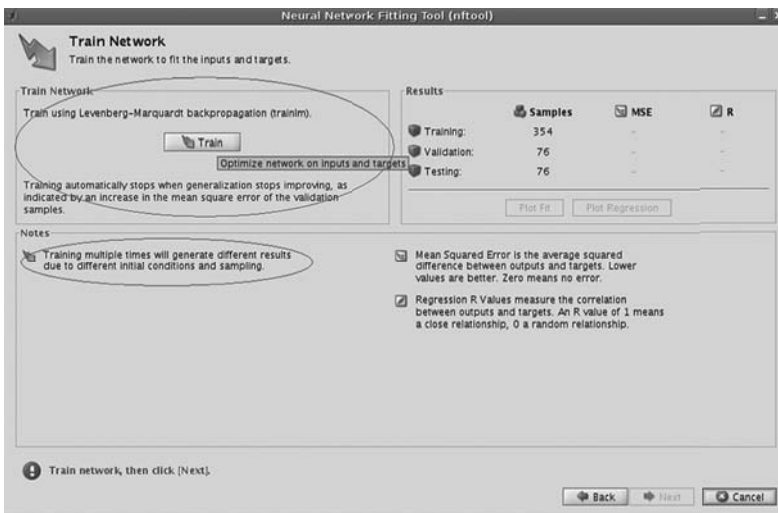 Neural Network Fitting Tool (nftool)
Train Network
Train the network to fit the inputs and targets.
Train Network
Train using Levenberg-Marquardt backpropagation (trainlm).
Train
Optimize network on inputs and targets
Training automatically stops when generalization stops improving, as
indicated by an increase in the mean square error of the validation
samples.
Results
Samples MSE R
Training: 354 - -
Validation: 76 - -
Testing: 76 - -
Plot Fit Plot Regression
Notes
Training multiple times will generate different results
due to different initial conditions and sampling.
Mean Squared Error is the average squared
difference between outputs and targets. Lower
values are better. Zero means no error.
Regression R Values measure the correlation
between outputs and targets. An R value of 1 means
a close relationship, 0 a random relationship.
Train network, then click [Next].
Back Next Cancel